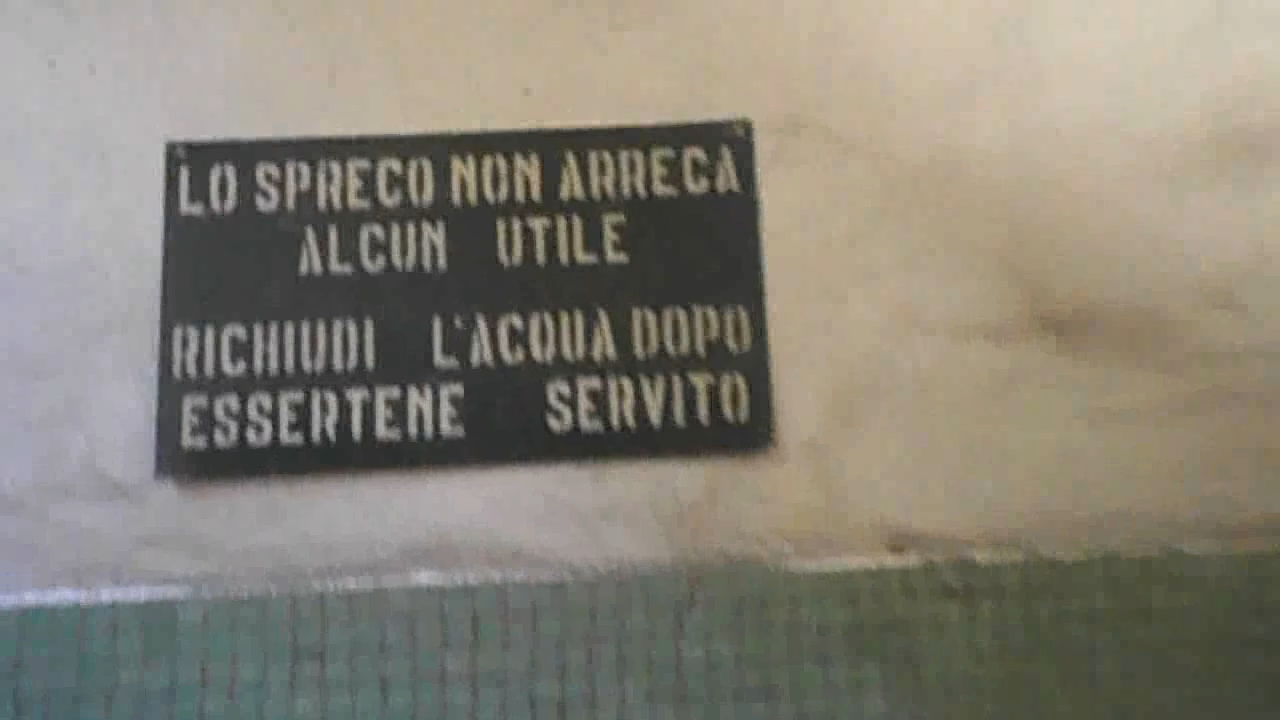 LO SPRECO NON ARRECA
ALCUN UTILE
RICHIUDI L'ACQUA DOPO
ESSERTENE SERVITO